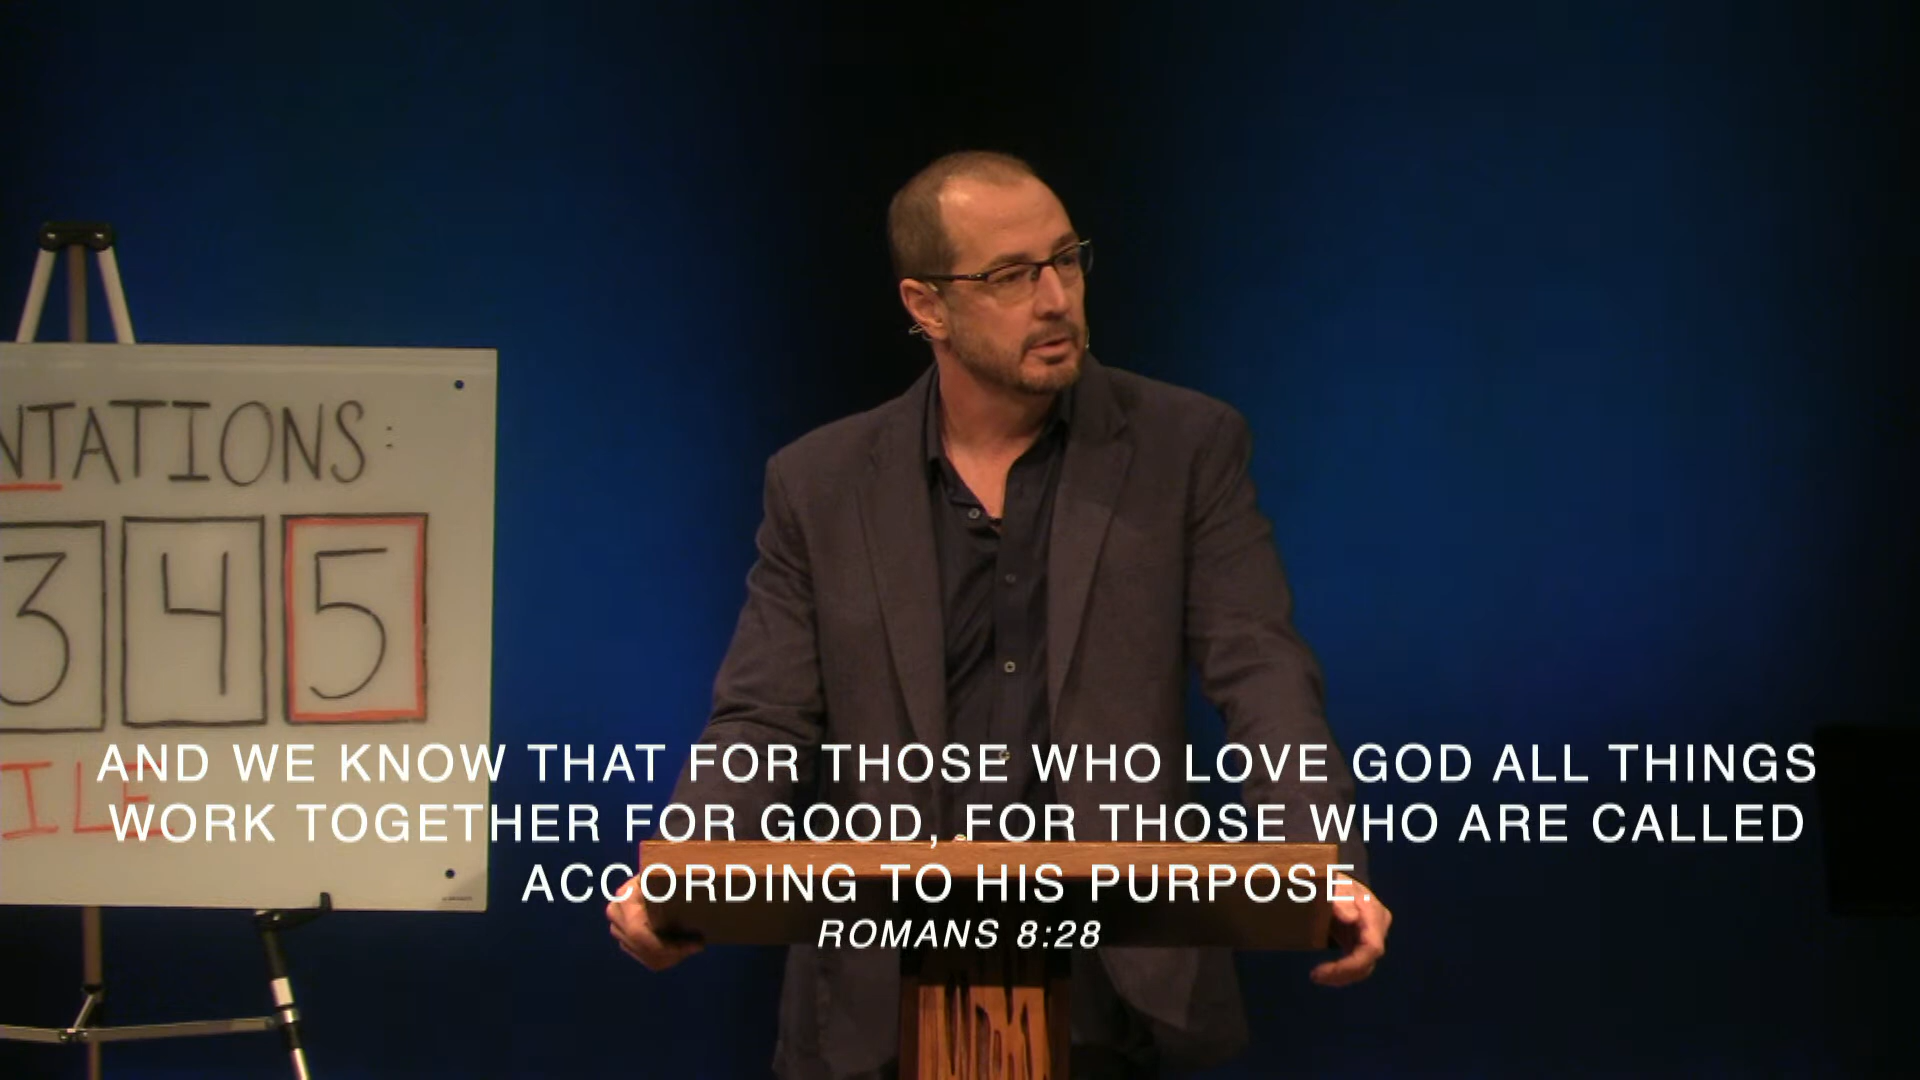 NTATIONS:
3 4 5
ILE
AND WE KNOW THAT FOR THOSE WHO LOVE GOD ALL THINGS
WORK TOGETHER FOR GOOD, FOR THOSE WHO ARE CALLED
ACCORDING TO HIS PURPOSE.
ROMANS 8:28